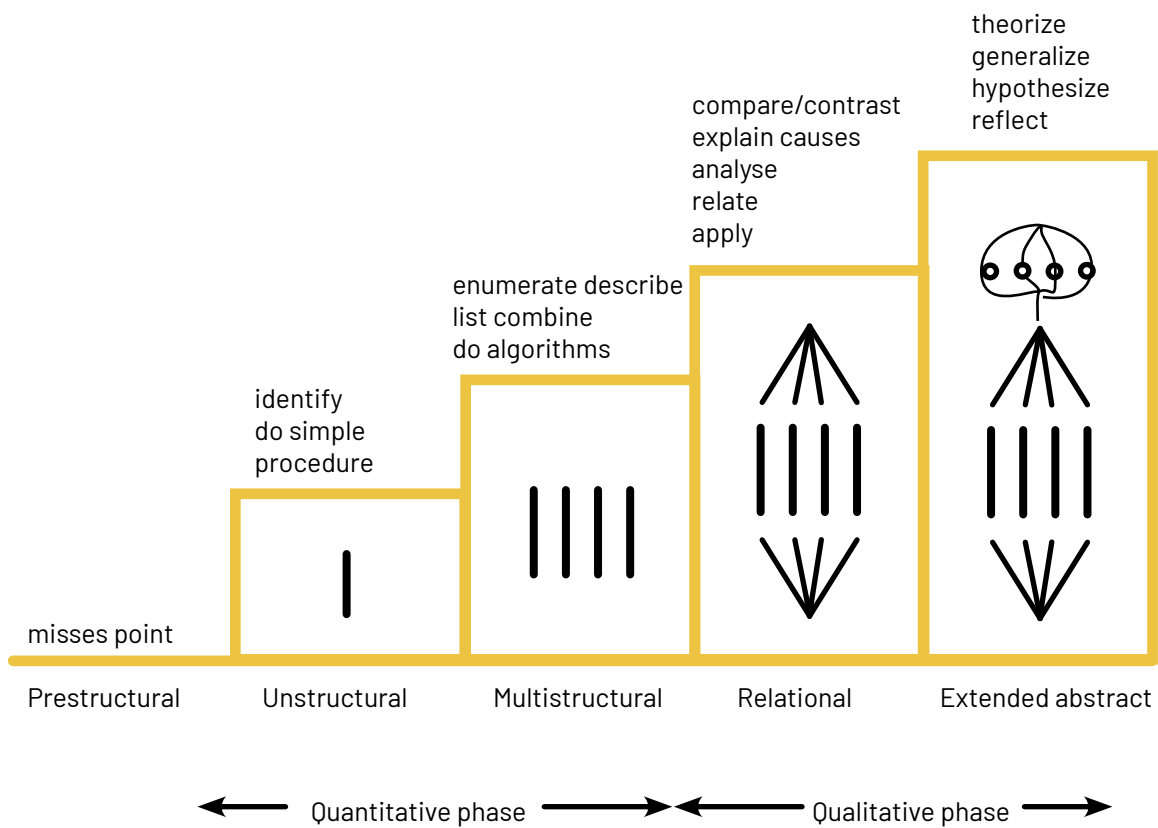 theorize
generalize
hypothesize
reflect
compare/contrast
explain causes
analyse
relate
apply
enumerate describe
list combine
do algorithms
identify
do simple
procedure
misses point
Prestructural
Unstructural
Multistructural
Relational
Extended abstract
Quantitative phase
Qualitative phase